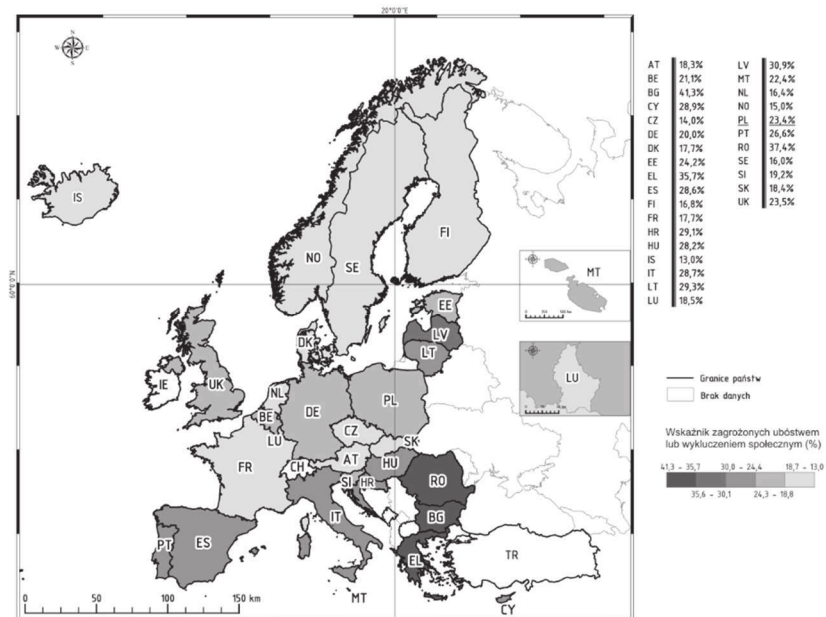 20°0'0"E
60°0'0"N
IS
NO
SE
FI
EE
LV
LT
DK
IE
UK
NL
BE
LU
DE
PL
CZ
SK
FR
CH
AT
HU
SI
HR
RO
IT
BG
PT
ES
EL
TR
MT
CY
0 50 100 150 km
MT
LU
AT 18,3%
BE 21,1%
BG 41,3%
CY 28,9%
CZ 14,0%
DE 20,0%
DK 17,7%
EE 24,2%
EL 35,7%
ES 28,6%
FI 16,8%
FR 17,7%
HR 29,1%
HU 28,2%
IS 13,0%
IT 28,7%
LT 29,3%
LU 18,5%
LV 30,9%
MT 22,4%
NL 16,4%
NO 15,0%
PL 23,4%
PT 26,6%
RO 37,4%
SE 16,0%
SI 19,2%
SK 18,4%
UK 23,5%
Granice państw
Brak danych
Wskaźnik zagrożonych ubóstwem
lub wykluczeniem społecznym (%)
41,3 – 35,7 30,0 – 24,4 18,7 – 13,0
35,6 – 30,1 24,3 – 18,8